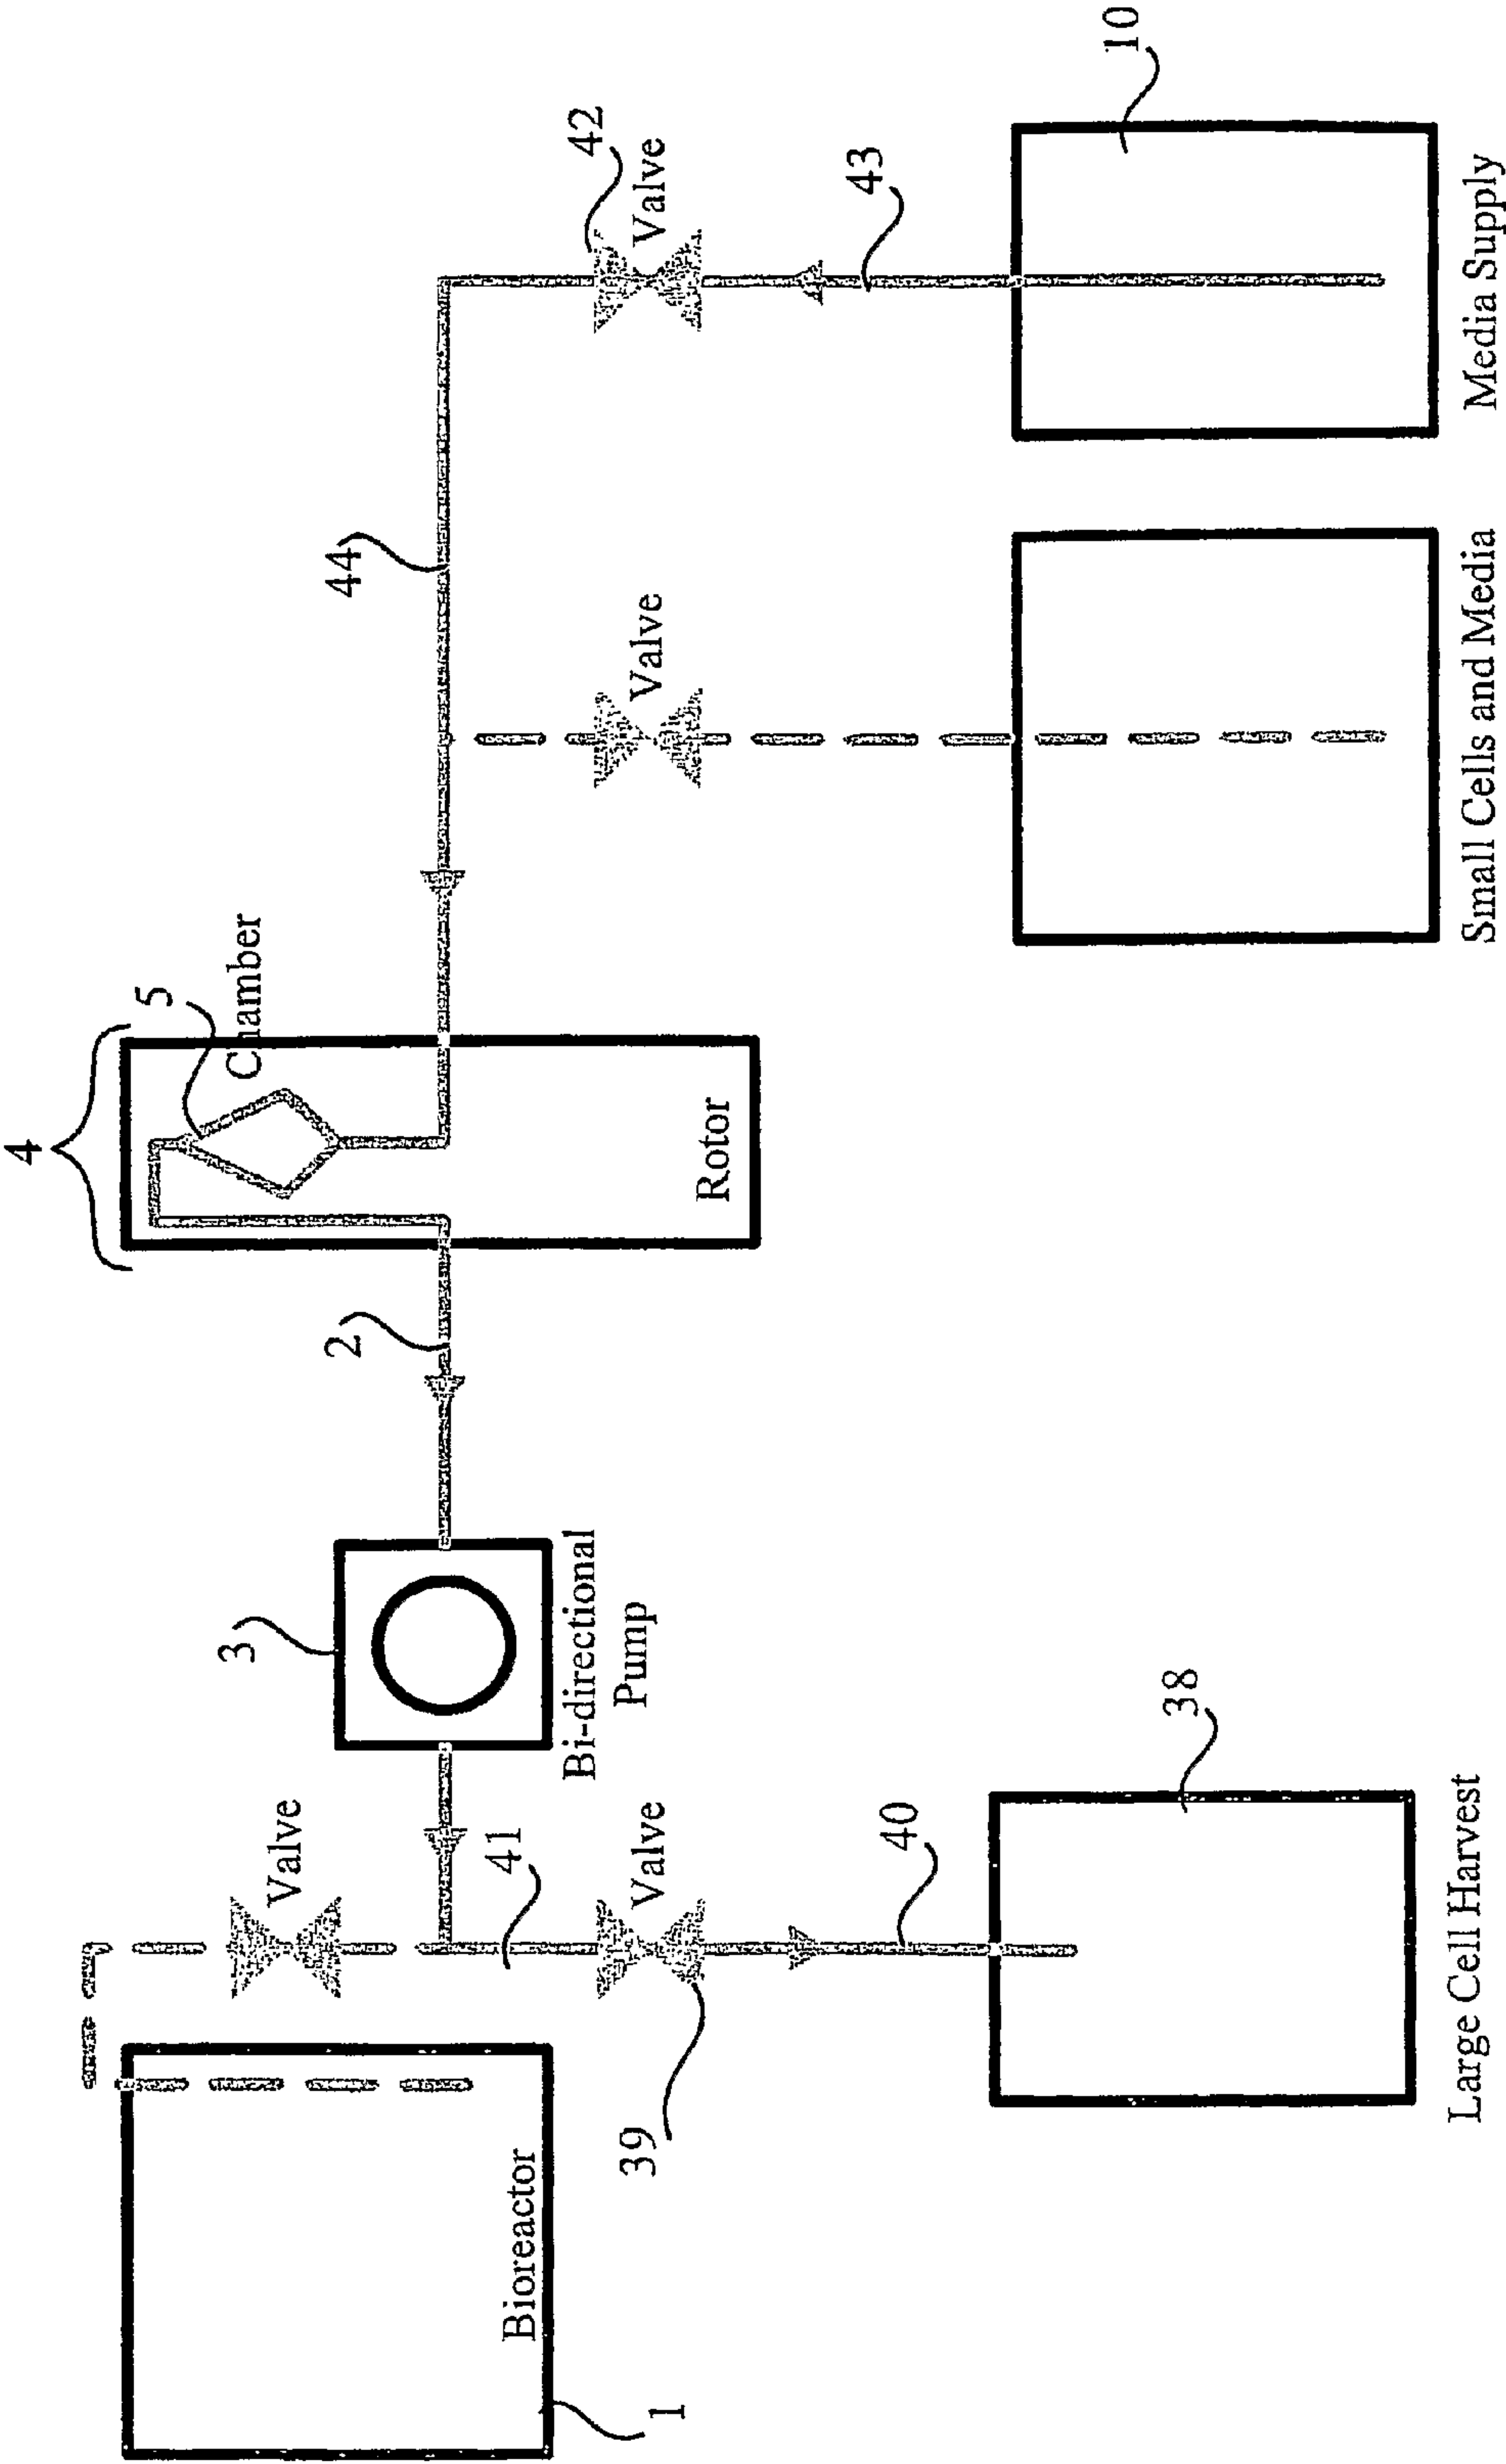 4
5
Chamber
Rotor
2
3
Bi-directional
Pump
44
42
Valve
Valve
43
10
Media Supply
Small Cells and Media
Valve
41
Valve
39
40
38
Large Cell Harvest
Bioreactor
1